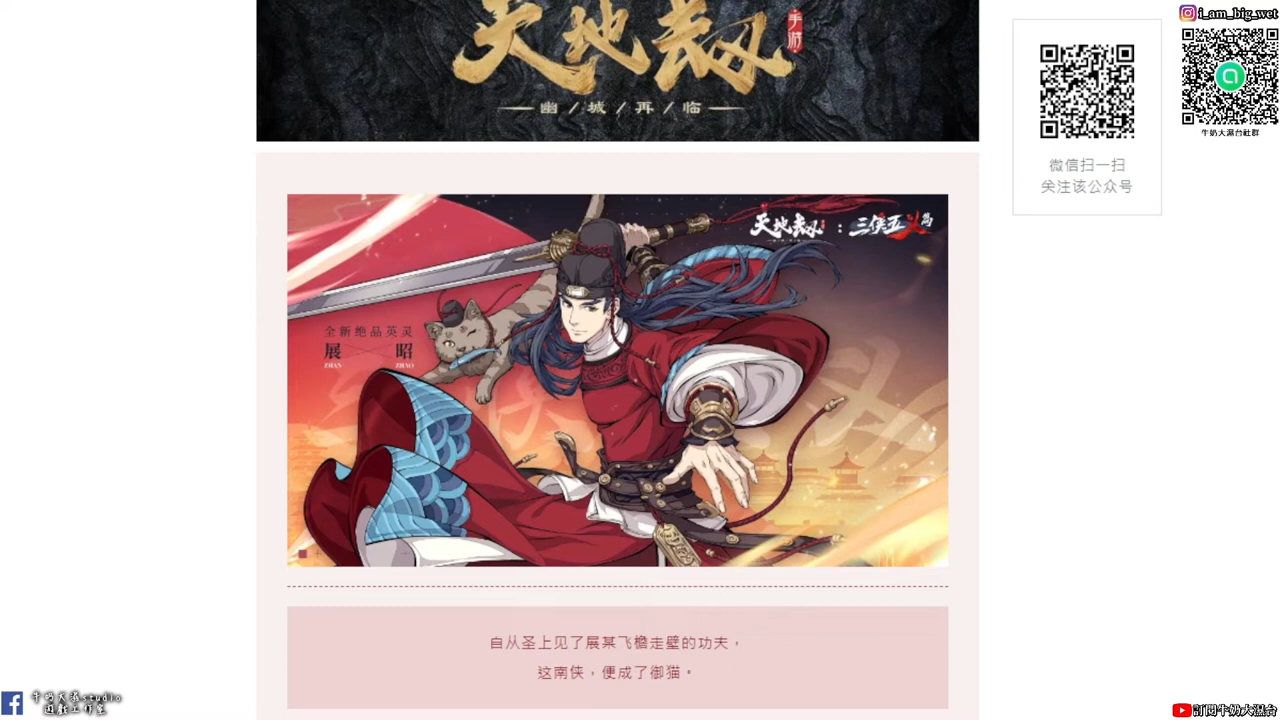 天地劫
手游
幽/城/再/临
天地劫：三侠五义篇
全新绝品英灵
展 昭
ZHAN ZHAO
自从圣上见了展某飞檐走壁的功夫，
这南侠，便成了御猫。
微信扫一扫
关注该公众号
i_am_big_wet
牛奶大濕台社群
牛奶大濕studio
遊戲工作室
訂閱牛奶大濕台